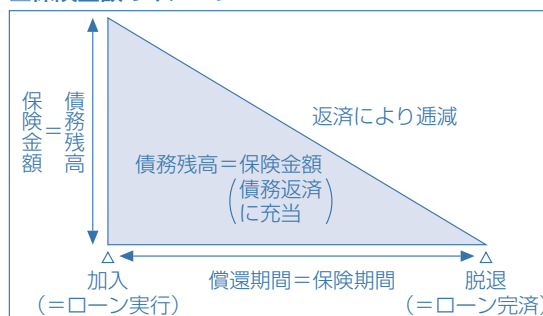 保険金額＝債務残高
返済により逓減
債務残高＝保険金額
（債務返済
に充当）
△
△
加入
償還期間＝保険期間
脱退
（＝ローン実行）
（＝ローン完済）